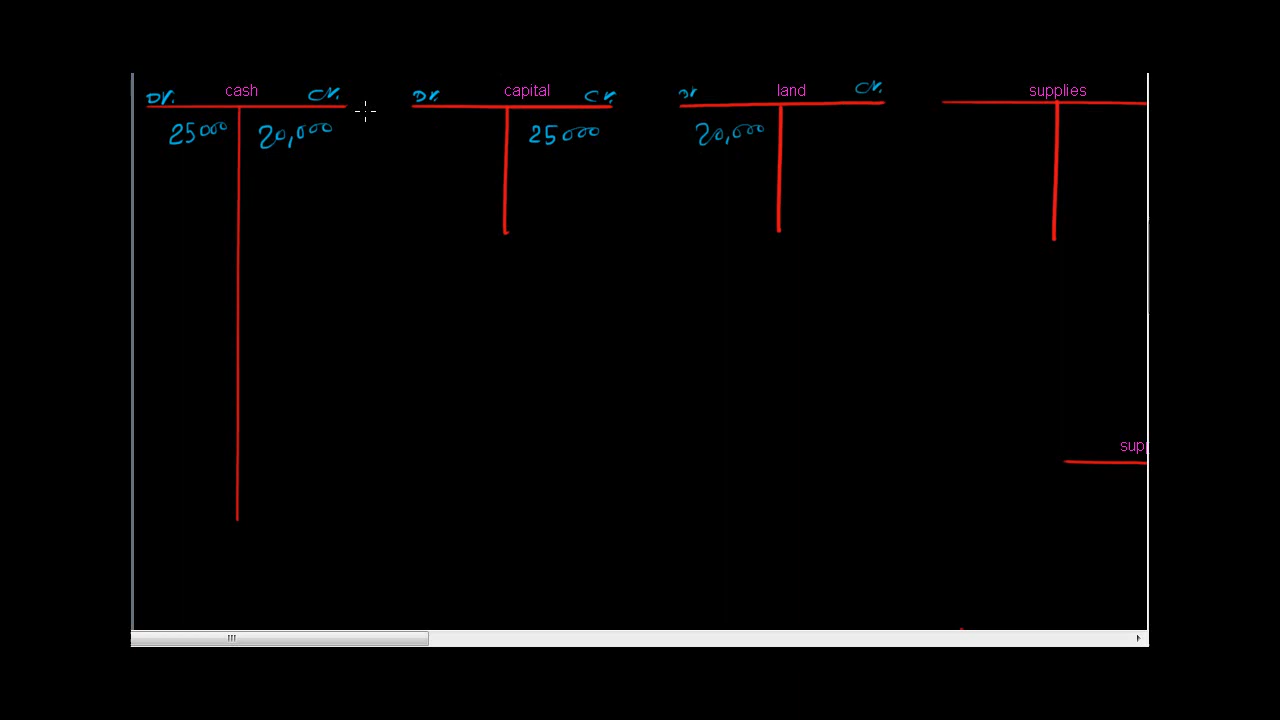 cash capital land supplies
Dr. Cr. Dr. Cr. Dr Cr.
25000 20,000 25000 20,000
supp